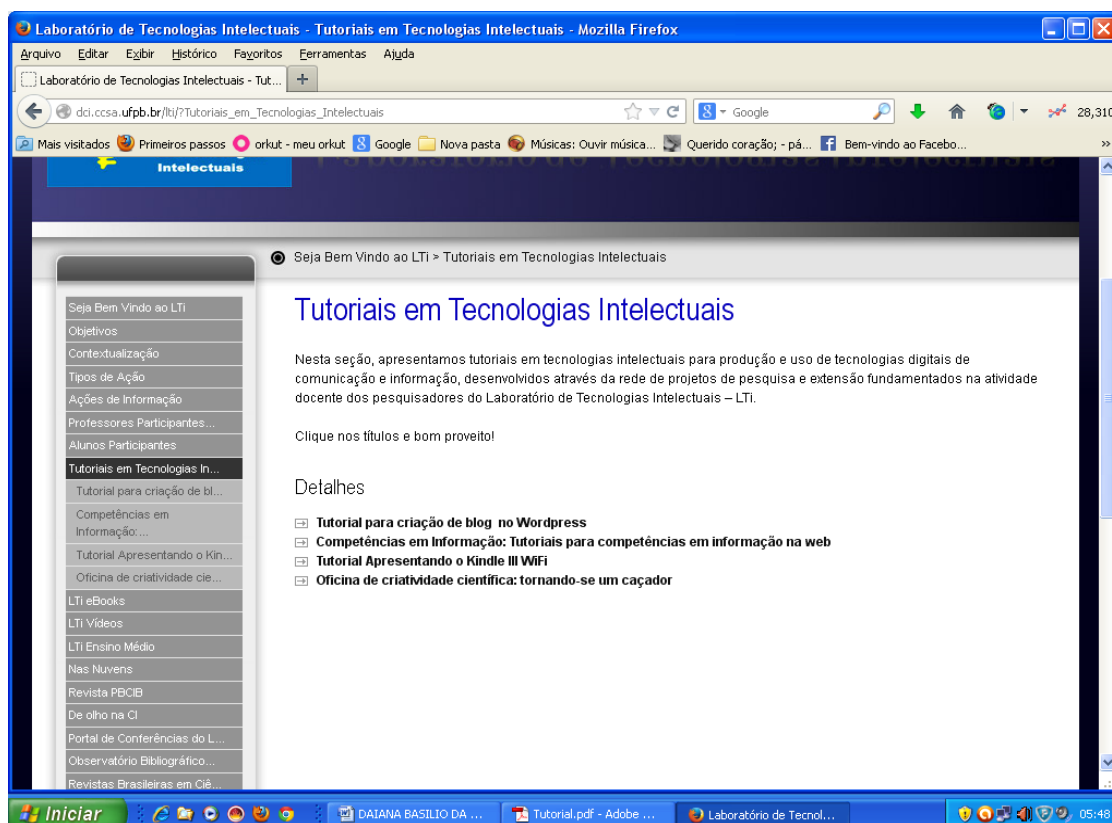 Laboratório de Tecnologias Intelectuais - Tutoriais em Tecnologias Intelectuais - Mozilla Firefox
Arquivo Editar Exibir Histórico Favoritos Ferramentas Ajuda
Laboratório de Tecnologias Intelectuais - Tut... +
dci.ccsa.ufpb.br/lti/?Tutoriais_em_Tecnologias_Intelectuais Google 28,310
Mais visitados Primeiros passos orkut - meu orkut Google Nova pasta Músicas: Ouvir música... Querido coração; - pá... Bem-vindo ao Facebo... »
Intelectuais
Seja Bem Vindo ao LTi > Tutoriais em Tecnologias Intelectuais
Seja Bem Vindo ao LTi
Objetivos
Contextualização
Tipos de Ação
Ações de Informação
Professores Participantes...
Alunos Participantes
Tutoriais em Tecnologias In...
Tutorial para criação de bl...
Competências em
Informação:...
Tutorial Apresentando o Kin...
Oficina de criatividade cie...
LTi eBooks
LTi Vídeos
LTi Ensino Médio
Nas Nuvens
Revista PBCIB
De olho na CI
Portal de Conferências do L...
Observatório Bibliográfico...
Revistas Brasileiras em Ciê...
Tutoriais em Tecnologias Intelectuais
Nesta seção, apresentamos tutoriais em tecnologias intelectuais para produção e uso de tecnologias digitais de
comunicação e informação, desenvolvidos através da rede de projetos de pesquisa e extensão fundamentados na atividade
docente dos pesquisadores do Laboratório de Tecnologias Intelectuais – LTi.
Clique nos títulos e bom proveito!
Detalhes
Tutorial para criação de blog no Wordpress
Competências em Informação: Tutoriais para competências em informação na web
Tutorial Apresentando o Kindle III WiFi
Oficina de criatividade científica: tornando-se um caçador
Iniciar DAIANA BASILIO DA ... Tutorial.pdf - Adobe ... Laboratório de Tecnol... 05:48